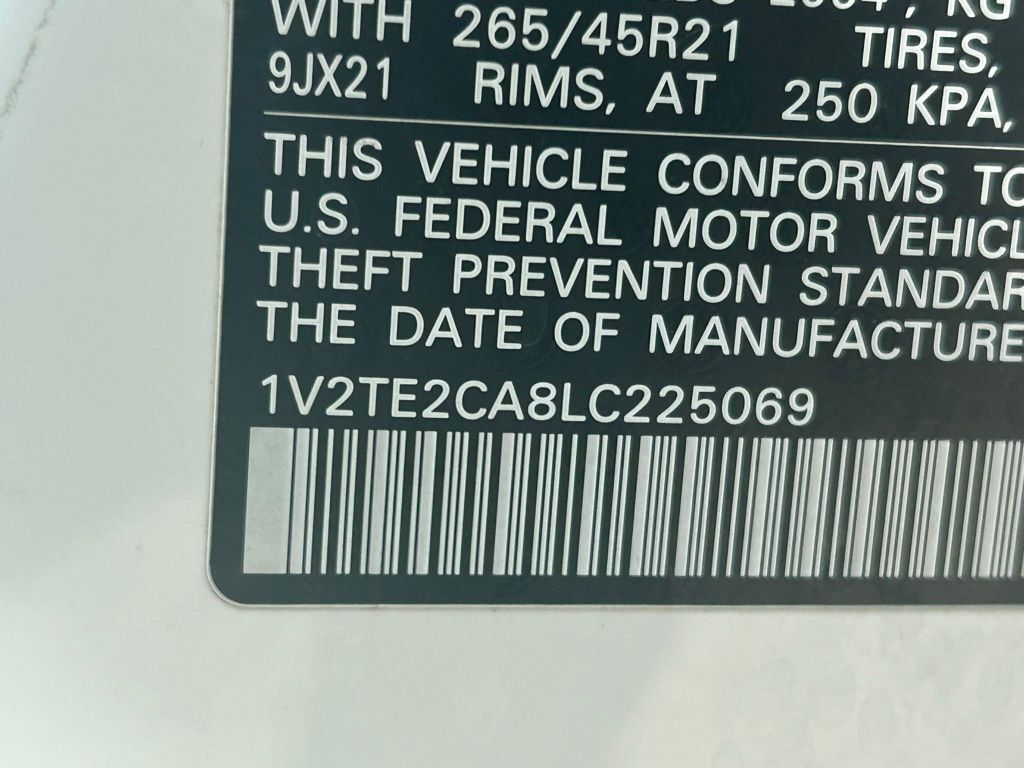 WITH 265/45R21 TIRES,
9JX21 RIMS, AT 250 KPA,
THIS VEHICLE CONFORMS TO
U.S. FEDERAL MOTOR VEHICL
THEFT PREVENTION STANDAR
THE DATE OF MANUFACTURE
1V2TE2CA8LC225069